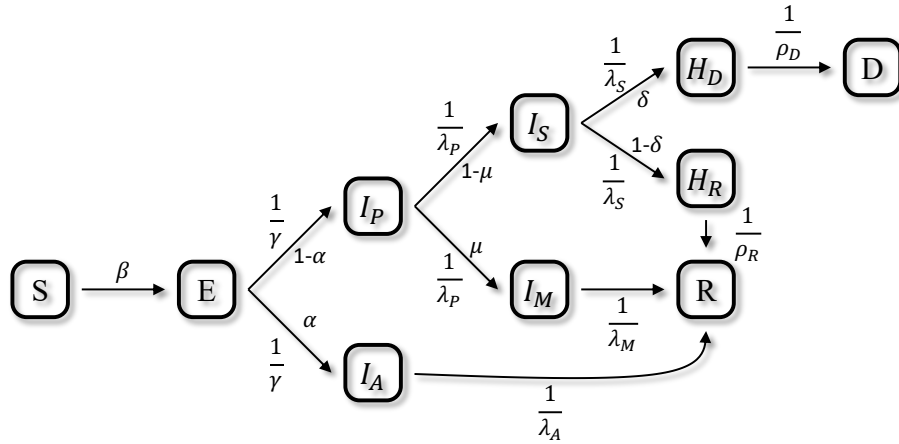 1/ρ_D
1/λ_S
H_D
D
δ
I_S
1/λ_P
1-δ
1-μ
1/λ_S
H_R
1/γ
I_P
1/ρ_R
1-α
μ
β
1/λ_P
S
E
I_M
R
α
1/λ_M
1/γ
I_A
1/λ_A